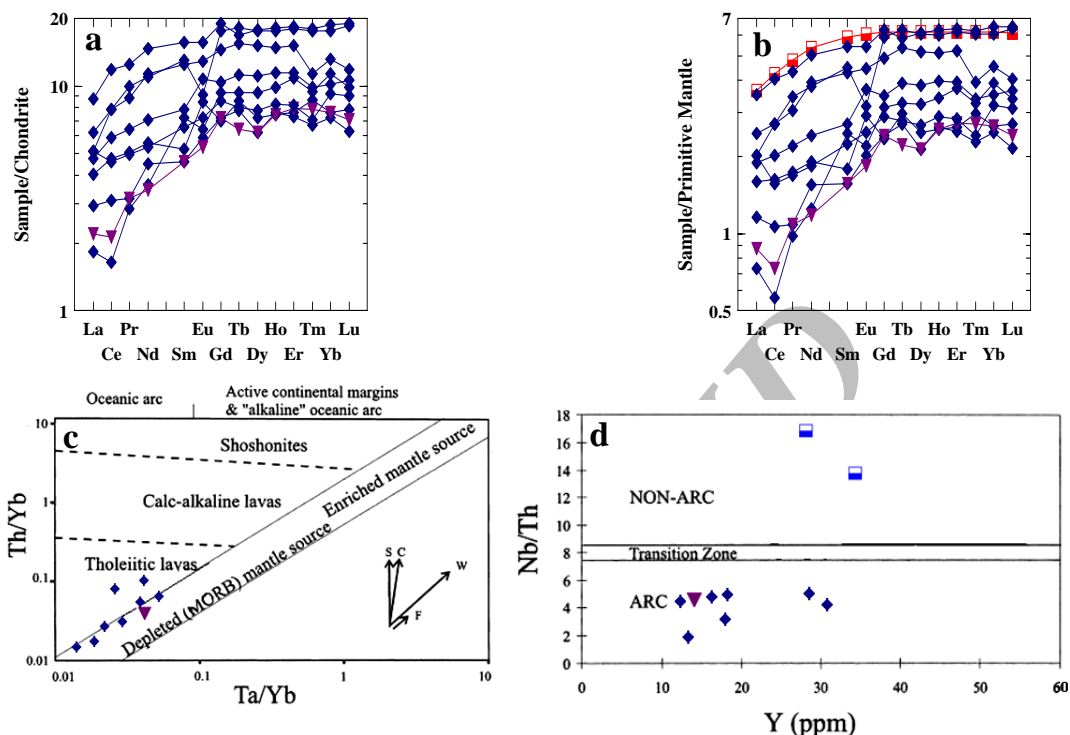 20
a
10
1
Sample/Chondrite
La Pr Eu Tb Ho Tm Lu
Ce Nd Sm Gd Dy Er Yb
7
b
1
0.5
Sample/Primitive Mantle
La Pr Eu Tb Ho Tm Lu
Ce Nd Sm Gd Dy Er Yb
Oceanic arc
Active continental margins
& "alkaline" oceanic arc
c
10
1
0.1
0.01
Th/Yb
Shoshonites
Calc-alkaline lavas
Tholeiitic lavas
Enriched mantle source
Depleted (MORB) mantle source
S C
W
F
0.01 0.1 1 10
Ta/Yb
d
18
16
14
12
10
8
6
4
2
0
Nb/Th
NON-ARC
Transition Zone
ARC
0 10 20 30 40 50 60
Y (ppm)